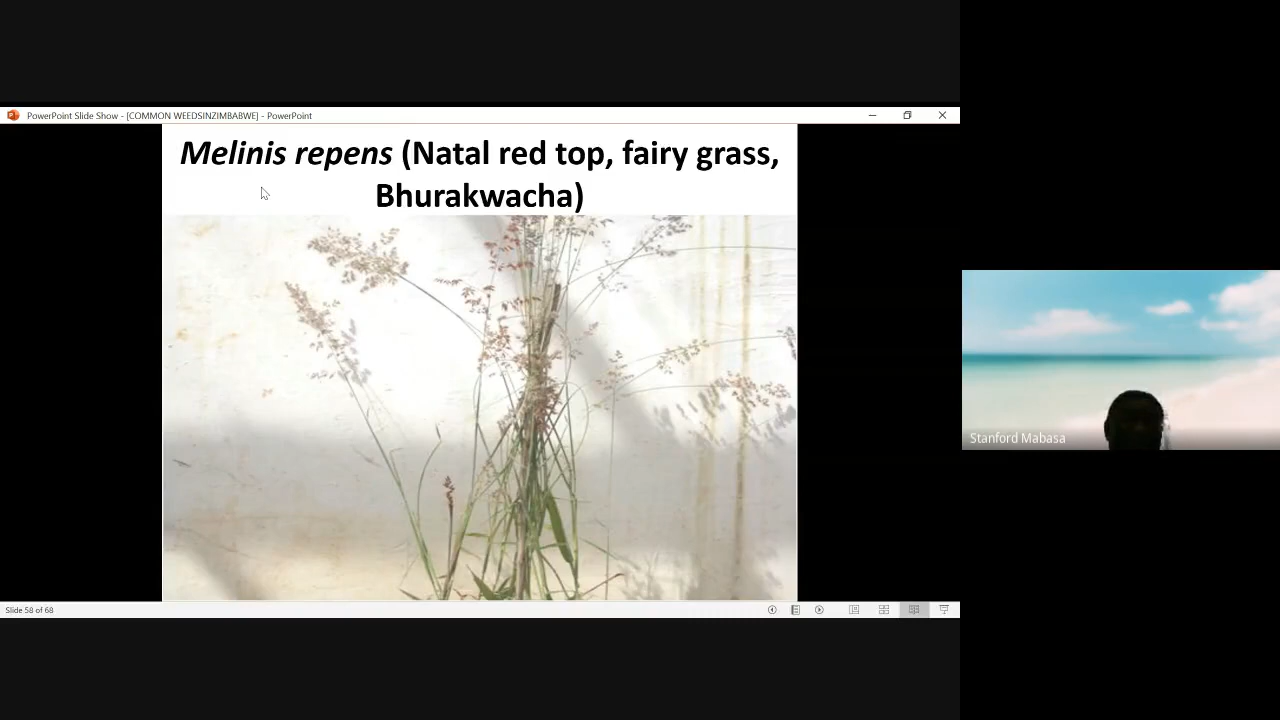 PowerPoint Slide Show - [COMMON WEEDSINZIMBABWE] - PowerPoint
Melinis repens (Natal red top, fairy grass,
Bhurakwacha)
Stanford Mabasa
Slide 58 of 68